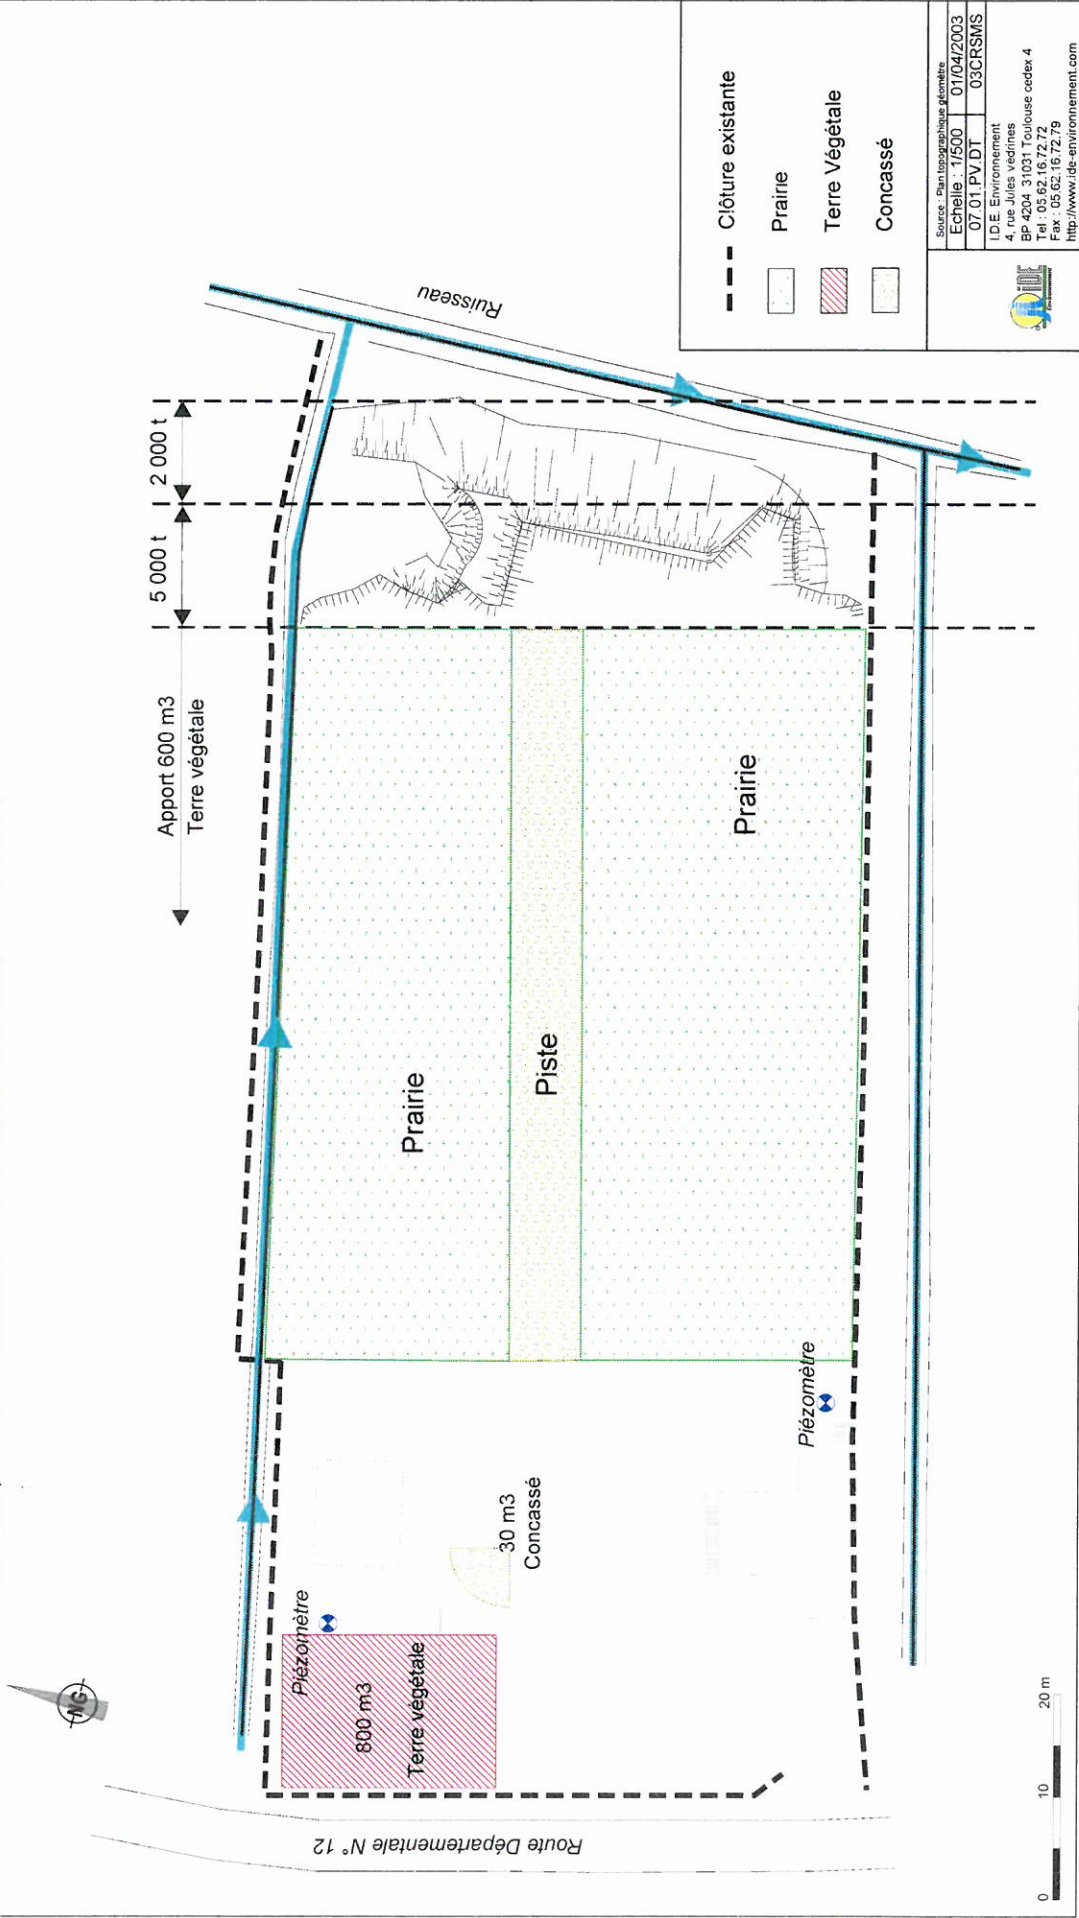 2 000 t
5 000 t
Apport 600 m3
Terre végétale
Ruisseau
Prairie
Piste
Prairie
Piézomètre
Piézomètre
30 m3
Concassé
800 m3
Terre végétale
Route Départementale N° 12
NG
0 10 20 m
Clôture existante
Prairie
Terre Végétale
Concassé
Source : Plan topographique géomètre
Echelle : 1/500 01/04/2003
07.01.PV.DT 03CRSMS
I.D.E. Environnement
4, rue Jules védrines
BP 4204 31031 Toulouse cedex 4
Tel : 05.62.16.72.72
Fax : 05.62.16.72.79
http://www.ide-environnement.com
IDE
Environnement